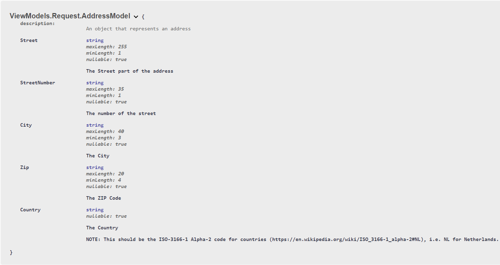 ViewModels.Request.AddressModel {
description:
An object that represents an address
Street string
maxLength: 255
minLength: 1
nullable: true
The Street part of the address
StreetNumber string
maxLength: 35
minLength: 1
nullable: true
The number of the street
City string
maxLength: 40
minLength: 3
nullable: true
The City
Zip string
maxLength: 20
minLength: 4
nullable: true
The ZIP Code
Country string
nullable: true
The Country
NOTE: This should be the ISO-3166-1 Alpha-2 code for countries (https://en.wikipedia.org/wiki/ISO_3166-1_alpha-2#NL), i.e. NL for Netherlands.
}